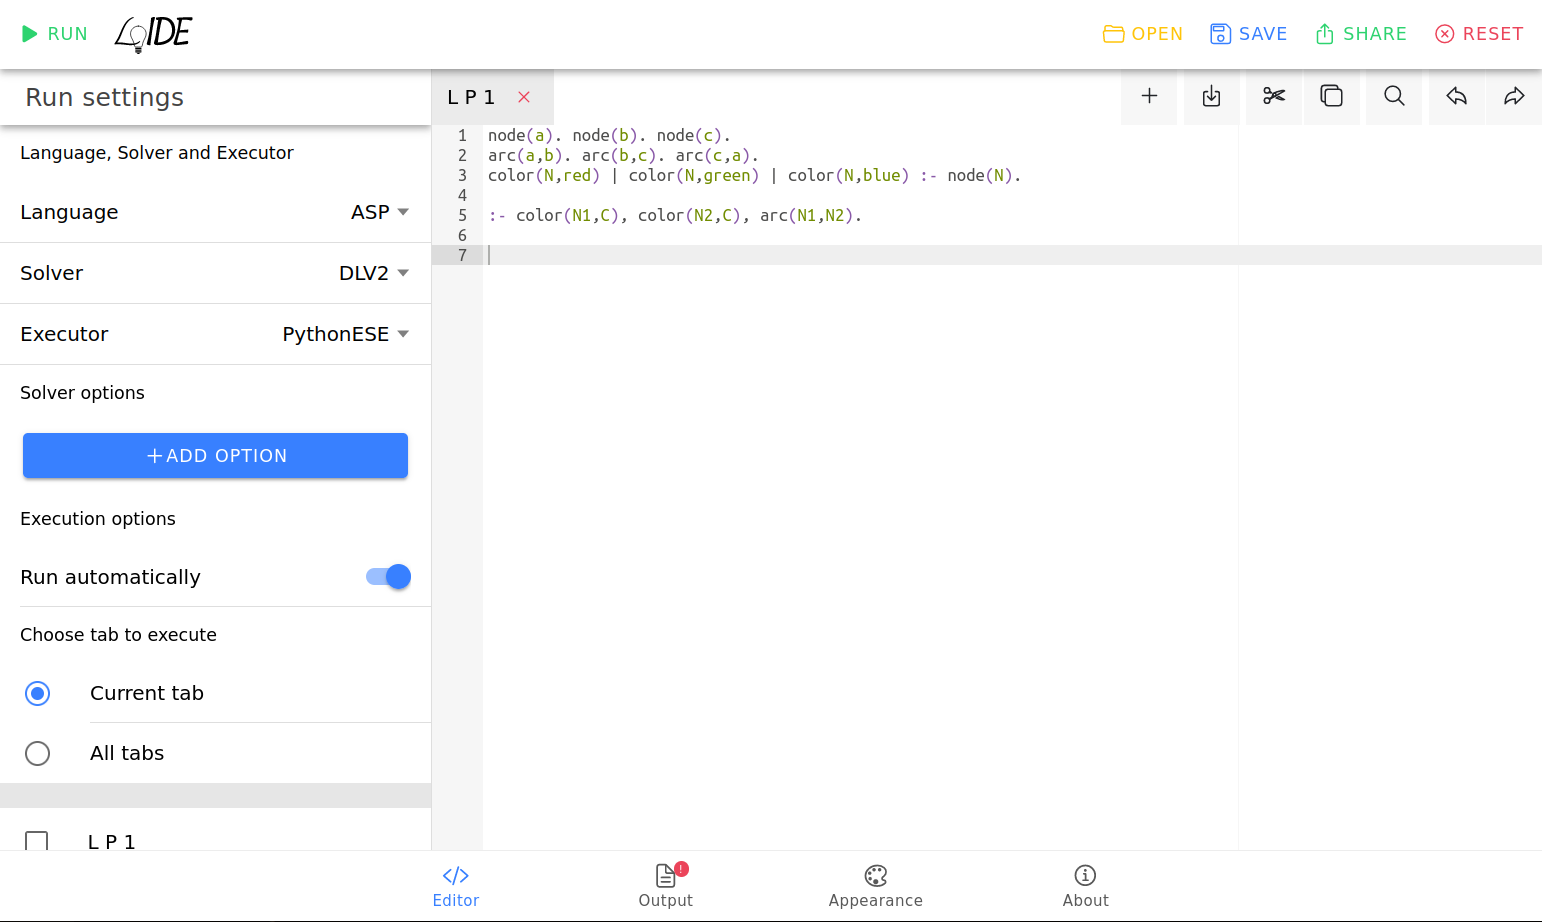 RUN
IDE
OPEN
SAVE
SHARE
RESET
Run settings
Language, Solver and Executor
Language ASP
Solver DLV2
Executor PythonESE
Solver options
ADD OPTION
Execution options
Run automatically
Choose tab to execute
Current tab
All tabs
L P 1
L P 1
1 node(a). node(b). node(c).
2 arc(a,b). arc(b,c). arc(c,a).
3 color(N,red) | color(N,green) | color(N,blue) :- node(N).
4
5 :- color(N1,C), color(N2,C), arc(N1,N2).
6
7
Editor
!
Output
Appearance
About